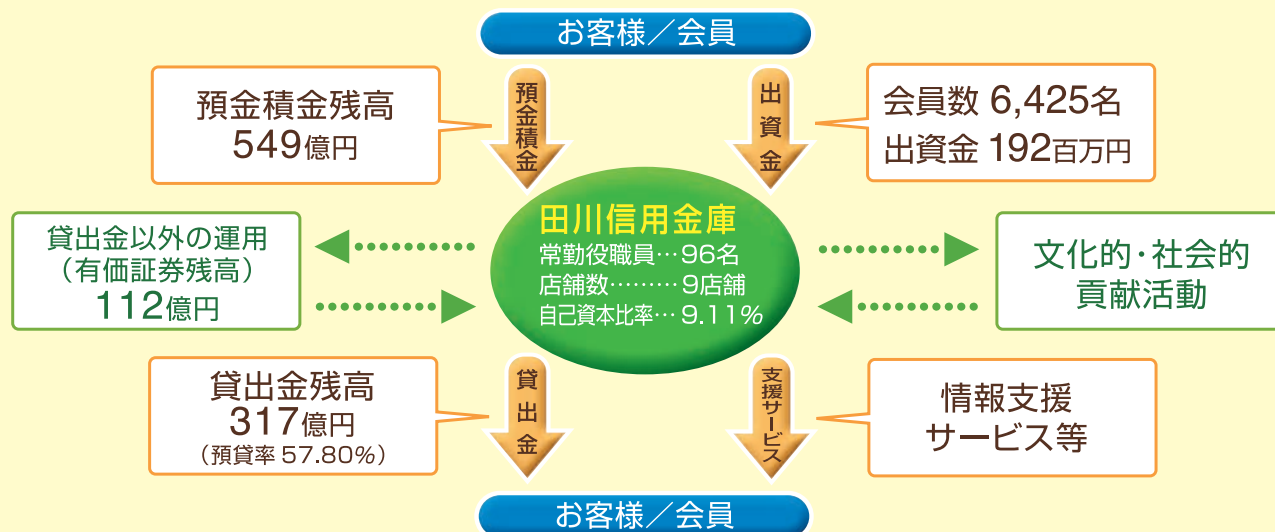 お客様／会員
預金積金残高
549億円
預金積金
出資金
会員数 6,425名
出資金 192百万円
貸出金以外の運用
（有価証券残高）
112億円
田川信用金庫
常勤役職員…96名
店舗数………9店舗
自己資本比率…9.11%
文化的・社会的
貢献活動
貸出金残高
317億円
（預貸率 57.80%）
貸出金
支援サービス
情報支援
サービス等
お客様／会員